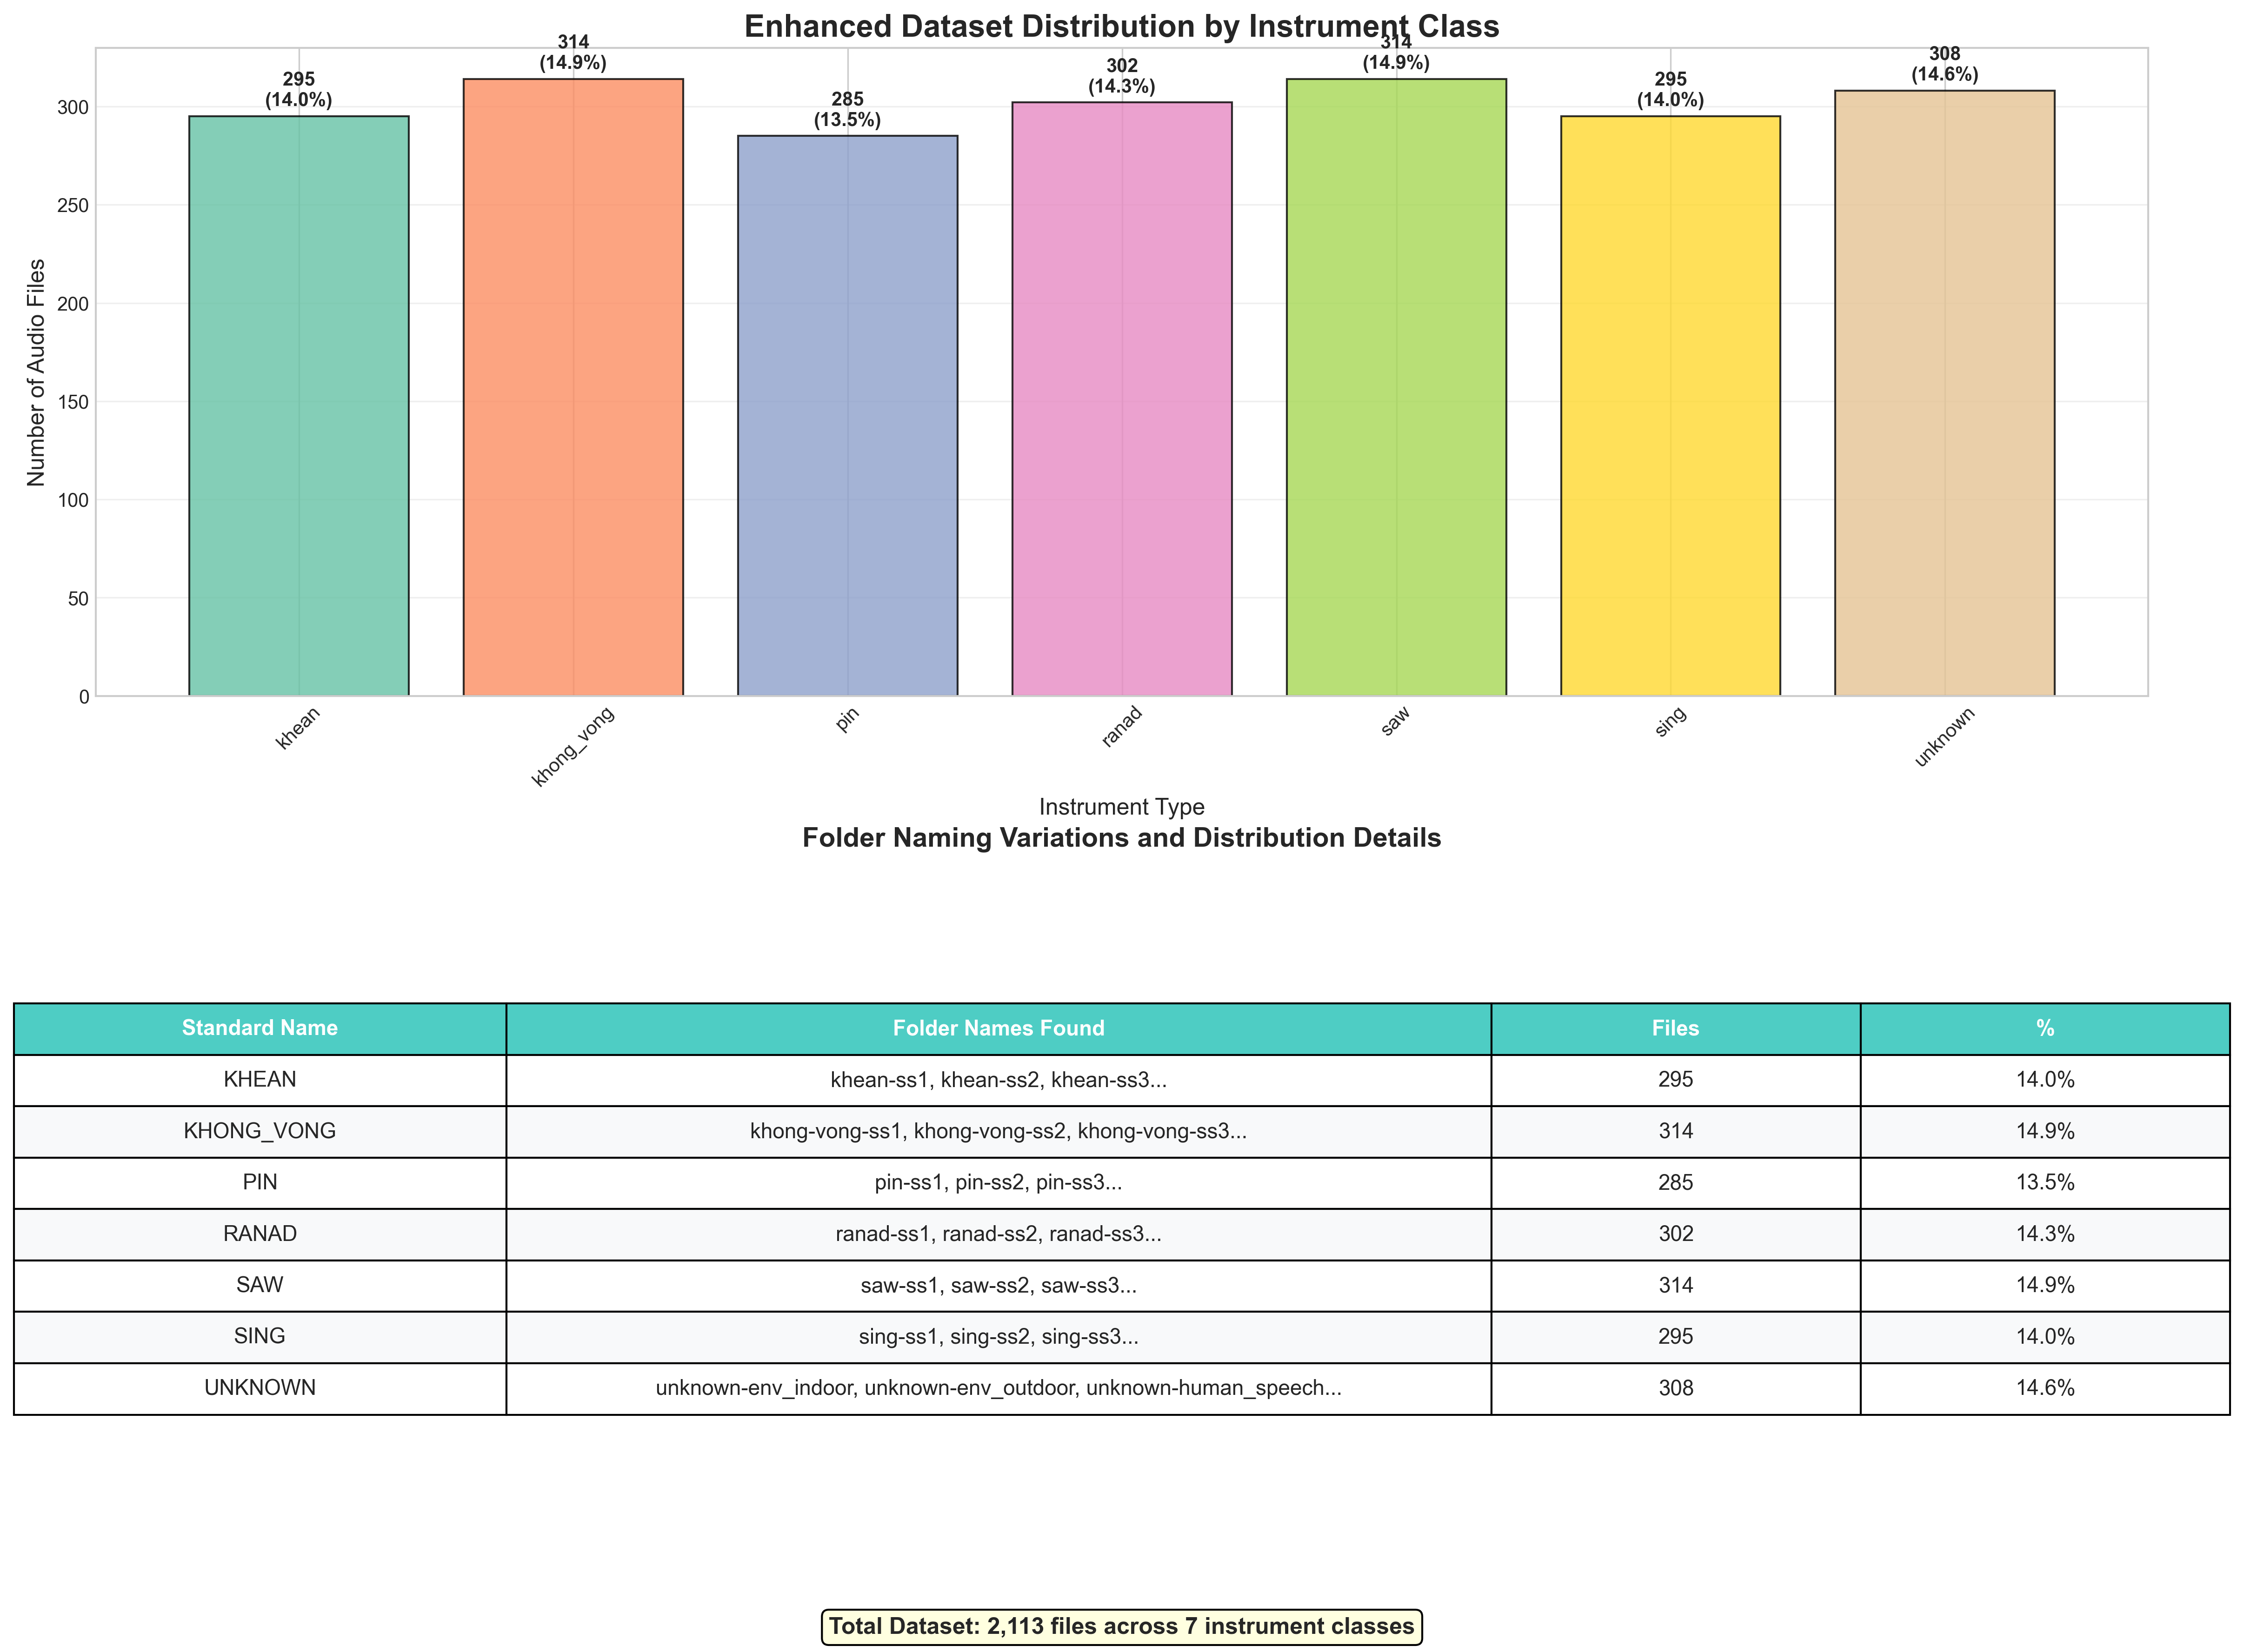 Enhanced Dataset Distribution by Instrument Class
295
(14.0%)
314
(14.9%)
285
(13.5%)
302
(14.3%)
314
(14.9%)
295
(14.0%)
308
(14.6%)
Number of Audio Files
300
250
200
150
100
50
0
khean
khong_vong
pin
ranad
saw
sing
unknown
Instrument Type
Folder Naming Variations and Distribution Details
Standard Name Folder Names Found Files %
KHEAN khean-ss1, khean-ss2, khean-ss3... 295 14.0%
KHONG_VONG khong-vong-ss1, khong-vong-ss2, khong-vong-ss3... 314 14.9%
PIN pin-ss1, pin-ss2, pin-ss3... 285 13.5%
RANAD ranad-ss1, ranad-ss2, ranad-ss3... 302 14.3%
SAW saw-ss1, saw-ss2, saw-ss3... 314 14.9%
SING sing-ss1, sing-ss2, sing-ss3... 295 14.0%
UNKNOWN unknown-env_indoor, unknown-env_outdoor, unknown-human_speech... 308 14.6%
Total Dataset: 2,113 files across 7 instrument classes